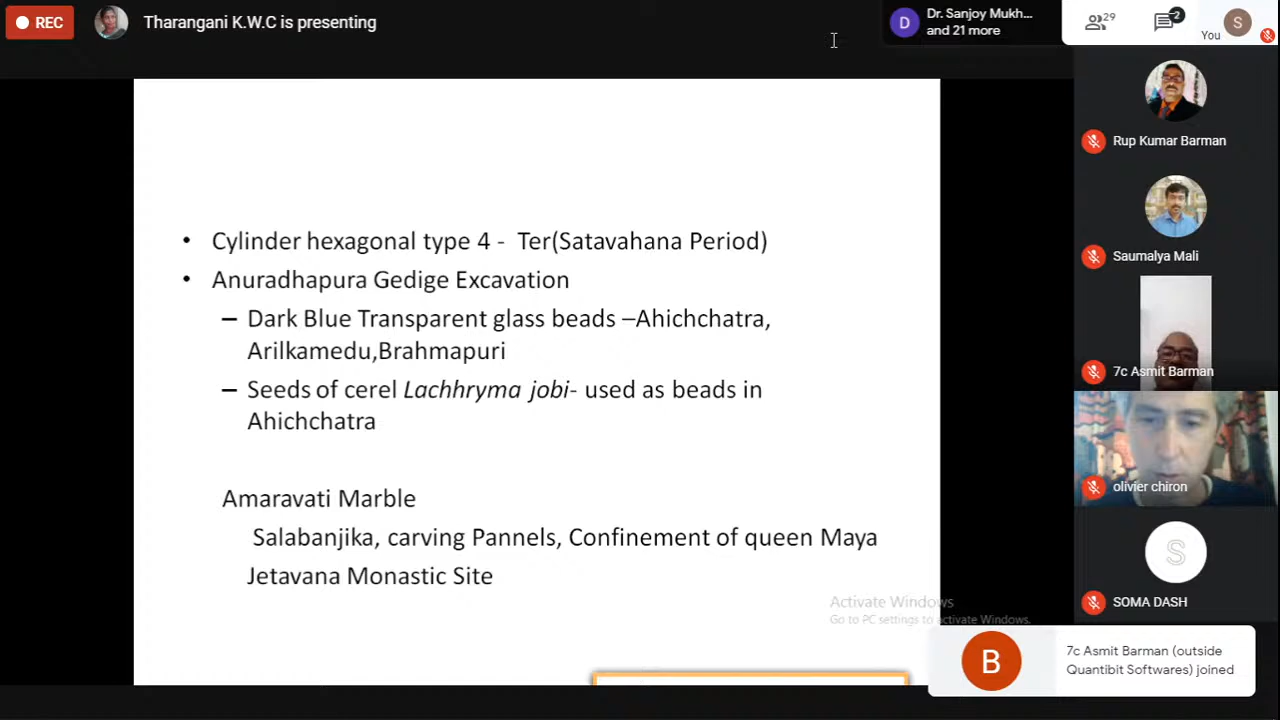 REC
Tharangani K.W.C is presenting
D
Dr. Sanjoy Mukh...
and 21 more
29
2
You
S
Rup Kumar Barman
Saumalya Mali
7c Asmit Barman
olivier chiron
S
SOMA DASH
• Cylinder hexagonal type 4 - Ter(Satavahana Period)
• Anuradhapura Gedige Excavation
– Dark Blue Transparent glass beads –Ahichchatra,
Arilkamedu,Brahmapuri
– Seeds of cerel Lachhryma jobi- used as beads in
Ahichchatra
Amaravati Marble
Salabanjika, carving Pannels, Confinement of queen Maya
Jetavana Monastic Site
Activate Windows
Go to PC settings to activate Windows.
B
7c Asmit Barman (outside
Quantibit Softwares) joined